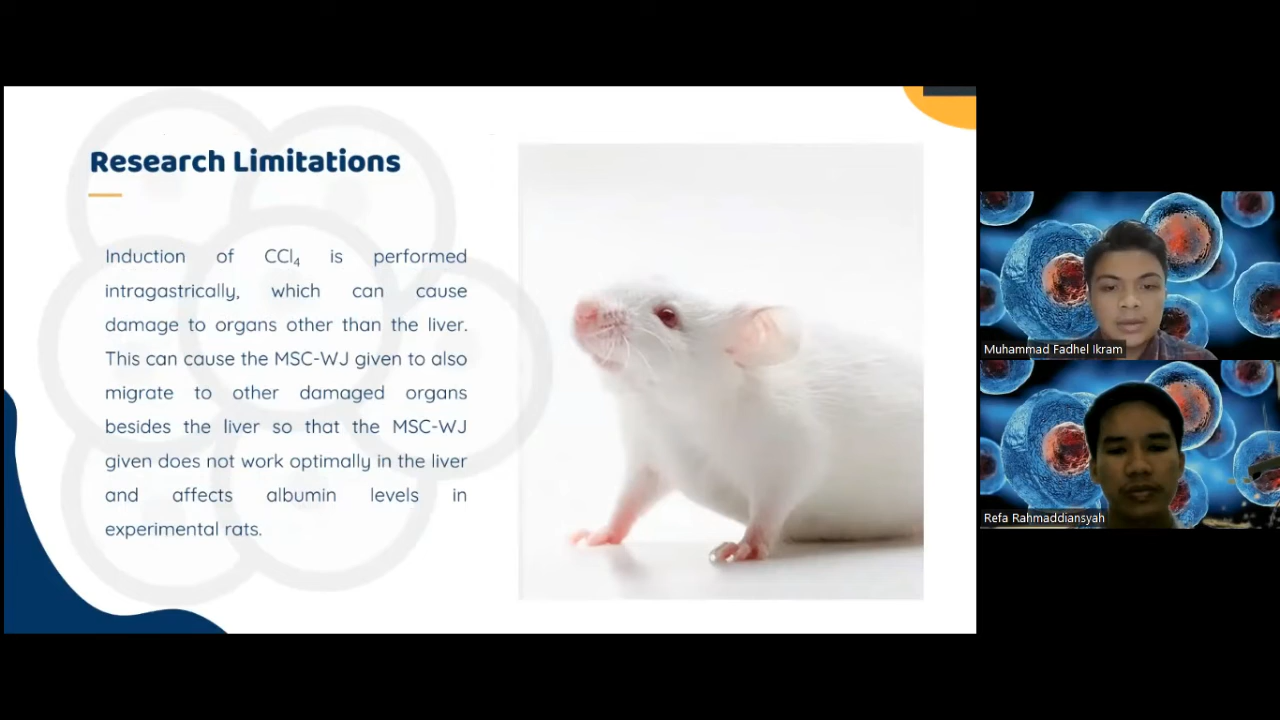 Research Limitations
Induction of CCl₄ is performed
intragastrically, which can cause
damage to organs other than the liver.
This can cause the MSC-WJ given to also
migrate to other damaged organs
besides the liver so that the MSC-WJ
given does not work optimally in the liver
and affects albumin levels in
experimental rats.
Muhammad Fadhel Ikram
Refa Rahmaddiansyah